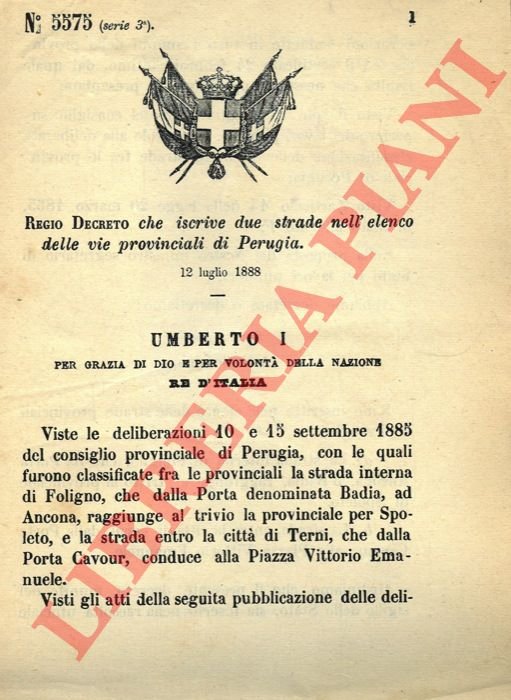 N.º 5575 (serie 3ª).
1
REGIO DECRETO che iscrive due strade nell'elenco
delle vie provinciali di Perugia.
12 luglio 1888
UMBERTO I
PER GRAZIA DI DIO E PER VOLONTÀ DELLA NAZIONE
RE D'ITALIA
Viste le deliberazioni 10 e 15 settembre 1885
del consiglio provinciale di Perugia, con le quali
furono classificate fra le provinciali la strada interna
di Foligno, che dalla Porta denominata Badia, ad
Ancona, raggiunge al trivio la provinciale per Spo-
leto, e la strada entro la città di Terni, che dalla
Porta Cavour, conduce alla Piazza Vittorio Ema-
nuele.
Visti gli atti della seguita pubblicazione delle deli-
LIBRERIA PIANI